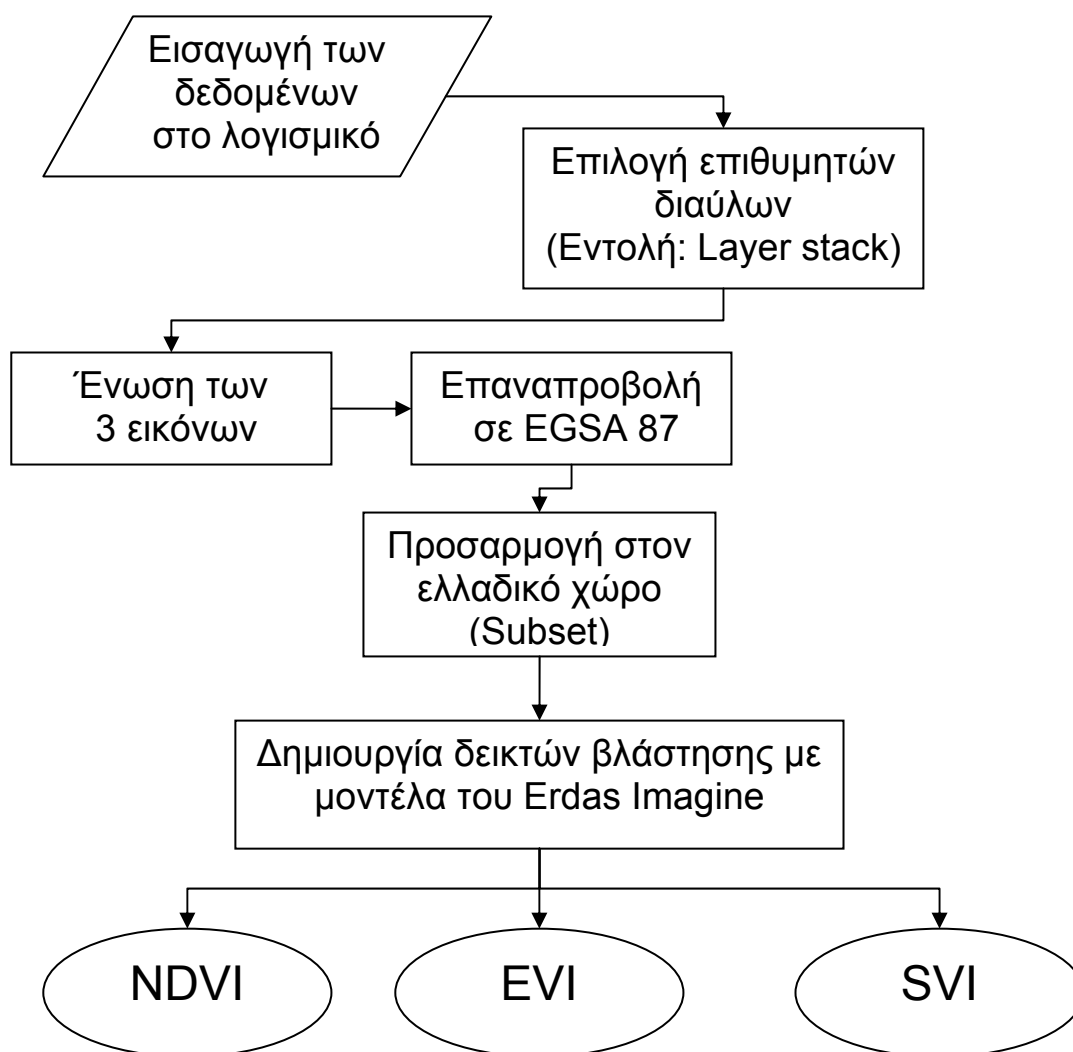 Εισαγωγή των
δεδομένων
στο λογισμικό
Επιλογή επιθυμητών
διαύλων
(Εντολή: Layer stack)
Ένωση των
3 εικόνων
Επαναπροβολή
σε EGSA 87
Προσαρμογή στον
ελλαδικό χώρο
(Subset)
Δημιουργία δεικτών βλάστησης με
μοντέλα του Erdas Imagine
NDVI
EVI
SVI